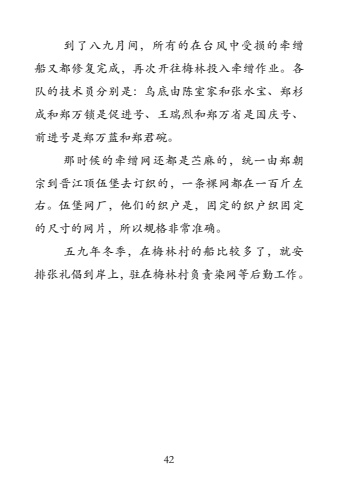 到了八九月间，所有的在台风中受损的牵缯
船又都修复完成，再次开往梅林投入牵缯作业。各
队的技术员分别是：乌底由陈室家和张水宝、郑杉
成和郑万锁是促进号、王瑞烈和郑万省是国庆号、
前进号是郑万蓝和郑君碗。
那时候的牵缯网还都是苎麻的，统一由郑朝
宗到晋江顶伍堡去订织的，一条裸网都在一百斤左
右。伍堡网厂，他们的织户是，固定的织户织固定
的尺寸的网片，所以规格非常准确。
五九年冬季，在梅林村的船比较多了，就安
排张礼倡到岸上，驻在梅林村负责染网等后勤工作。
42